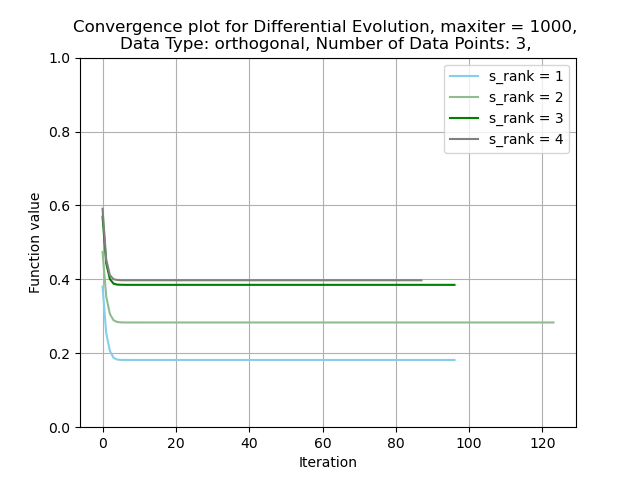 Convergence plot for Differential Evolution, maxiter = 1000,
Data Type: orthogonal, Number of Data Points: 3,
1.0
0.8
0.6
0.4
0.2
0.0
Function value
s_rank = 1
s_rank = 2
s_rank = 3
s_rank = 4
0 20 40 60 80 100 120
Iteration